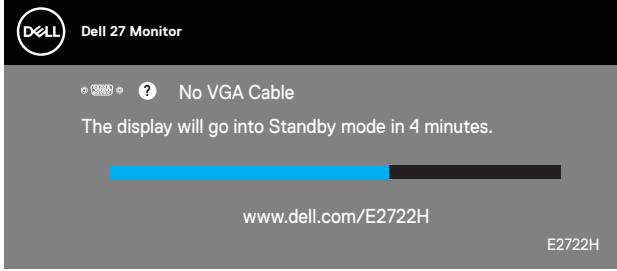 DELL
Dell 27 Monitor
? No VGA Cable
The display will go into Standby mode in 4 minutes.
www.dell.com/E2722H
E2722H